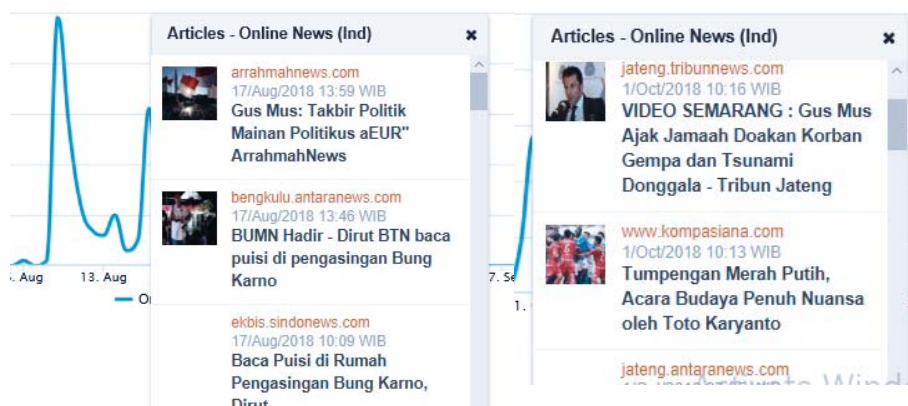 Articles - Online News (Ind) ×
arrahmahnews.com
17/Aug/2018 13:59 WIB
Gus Mus: Takbir Politik
Mainan Politikus aEUR"
ArrahmahNews
bengkulu.antaranews.com
17/Aug/2018 13:46 WIB
BUMN Hadir - Dirut BTN baca
puisi di pengasingan Bung
Karno
ekbis.sindonews.com
17/Aug/2018 10:09 WIB
Baca Puisi di Rumah
Pengasingan Bung Karno,
Dirut
. Aug
13. Aug
7. Se
1.
Articles - Online News (Ind) ×
jateng.tribunnews.com
1/Oct/2018 10:16 WIB
VIDEO SEMARANG : Gus Mus
Ajak Jamaah Doakan Korban
Gempa dan Tsunami
Donggala - Tribun Jateng
www.kompasiana.com
1/Oct/2018 10:13 WIB
Tumpengan Merah Putih,
Acara Budaya Penuh Nuansa
oleh Toto Karyanto
jateng.antaranews.com